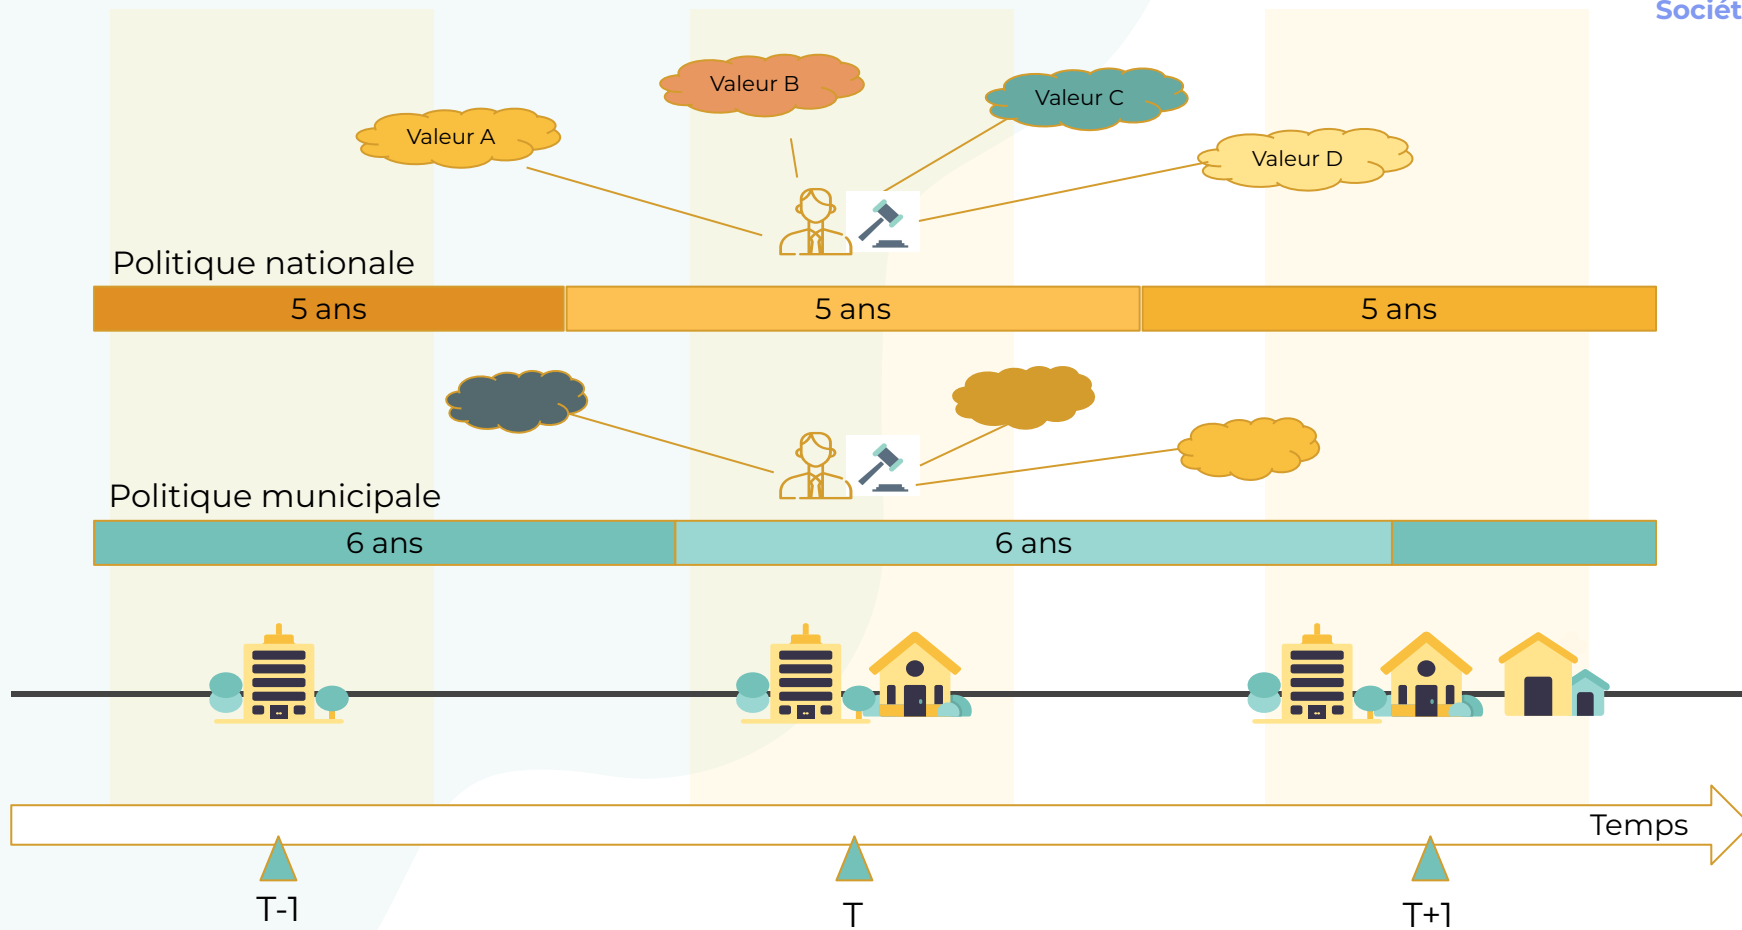 Sociét
Valeur B
Valeur C
Valeur A
Valeur D
Politique nationale
5 ans
5 ans
5 ans
Politique municipale
6 ans
6 ans
Temps
T-1
T
T+1